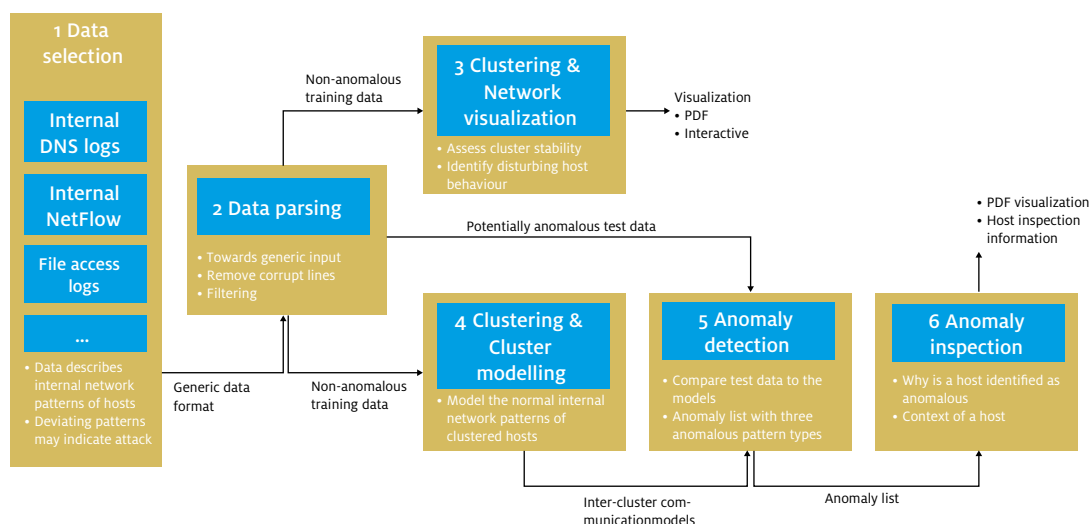 1 Data
selection
Internal
DNS logs
Internal
NetFlow
File access
logs
...
• Data describes
internal network
patterns of hosts
• Deviating patterns
may indicate attack
Generic data
format
2 Data parsing
• Towards generic input
• Remove corrupt lines
• Filtering
Non-anomalous
training data
3 Clustering &
Network
visualization
• Assess cluster stability
• Identify disturbing host
behaviour
Visualization
• PDF
• Interactive
Potentially anomalous test data
Non-anomalous
training data
4 Clustering &
Cluster
modelling
• Model the normal internal
network patterns of
clustered hosts
Inter-cluster com-
municationmodels
5 Anomaly
detection
• Compare test data to the
models
• Anomaly list with three
anomalous pattern types
Anomaly list
6 Anomaly
inspection
• Why is a host identified as
anomalous
• Context of a host
• PDF visualization
• Host inspection
information